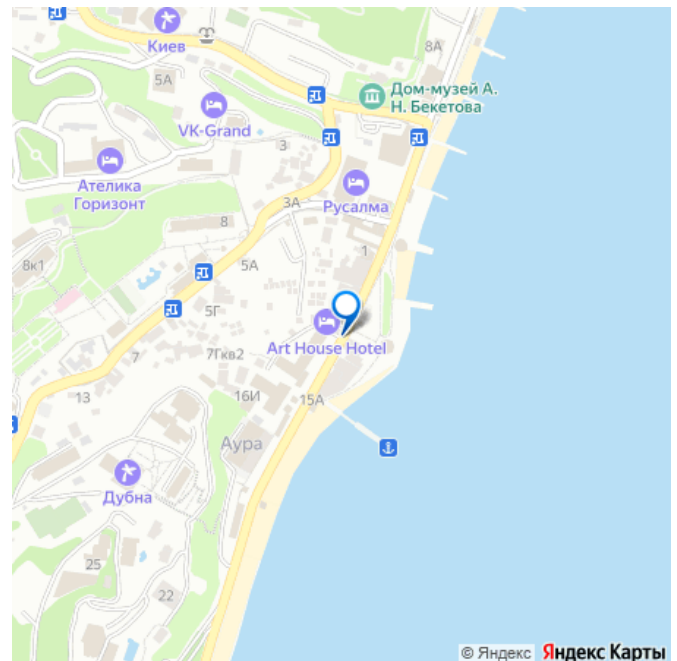 Киев
8А
5А
Дом-музей А.
Н. Бекетова
VK-Grand
3
Ателика
Горизонт
3А
Русалма
8
1
8к1
5А
5Г
Art House Hotel
7Гкв2
7
13
16И
15А
Аура
Дубна
25
22
© Яндекс Яндекс Карты